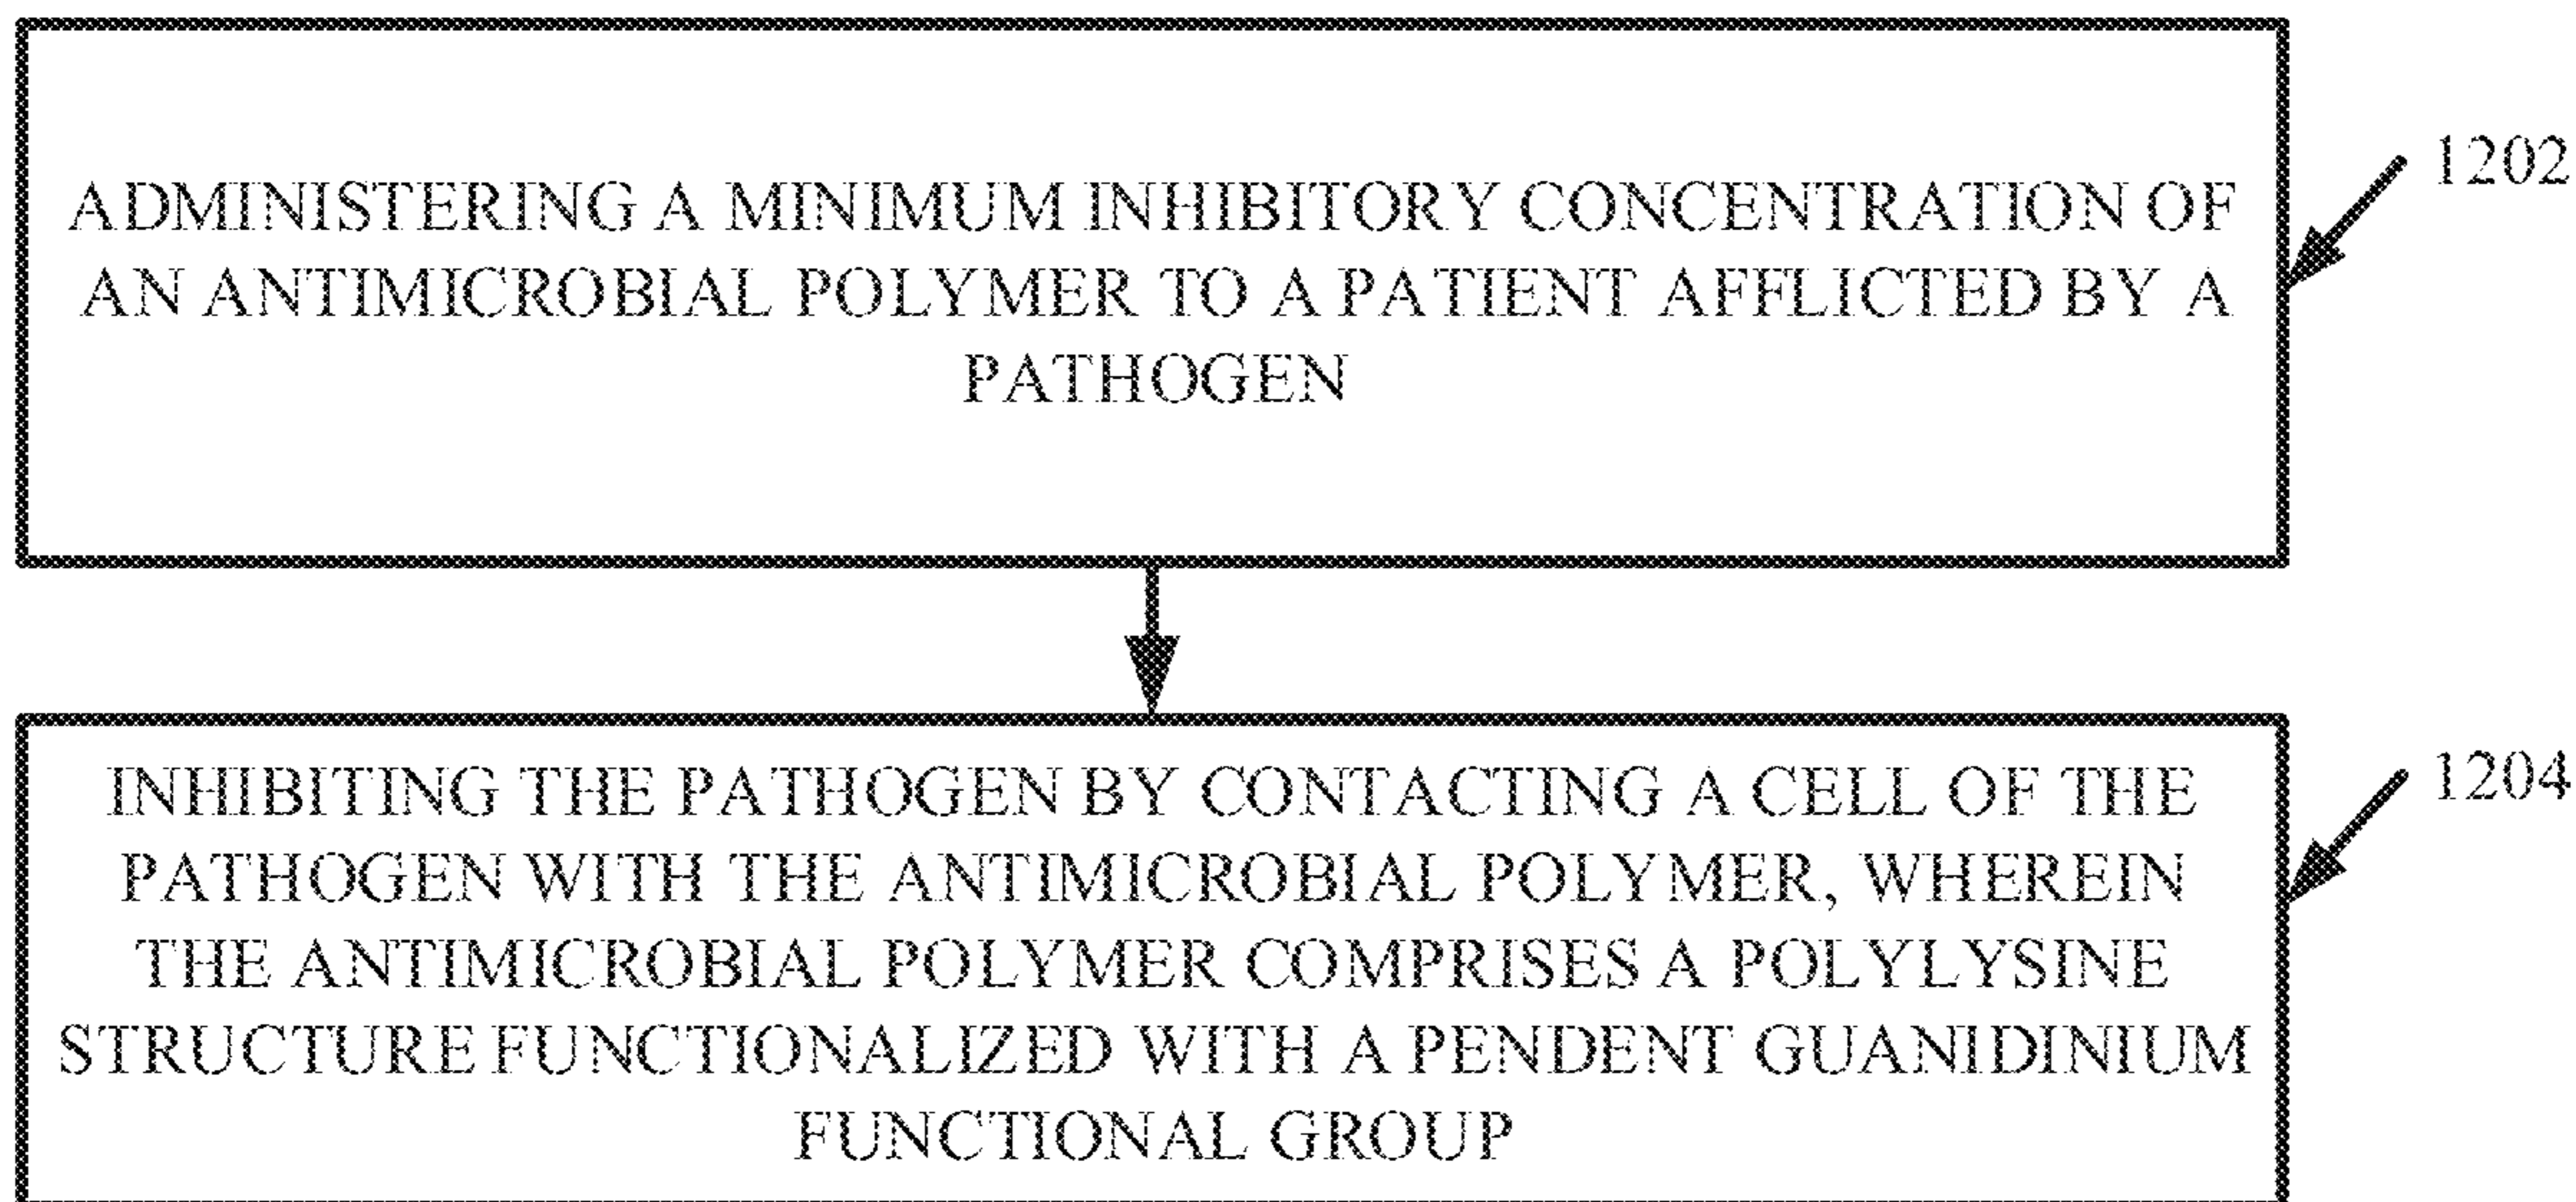 ADMINISTERING A MINIMUM INHIBITORY CONCENTRATION OF
AN ANTIMICROBIAL POLYMER TO A PATIENT AFFLICTED BY A
PATHOGEN
1202
INHIBITING THE PATHOGEN BY CONTACTING A CELL OF THE
PATHOGEN WITH THE ANTIMICROBIAL POLYMER, WHEREIN
THE ANTIMICROBIAL POLYMER COMPRISES A POLYLYSINE
STRUCTURE FUNCTIONALIZED WITH A PENDENT GUANIDINIUM
FUNCTIONAL GROUP
1204